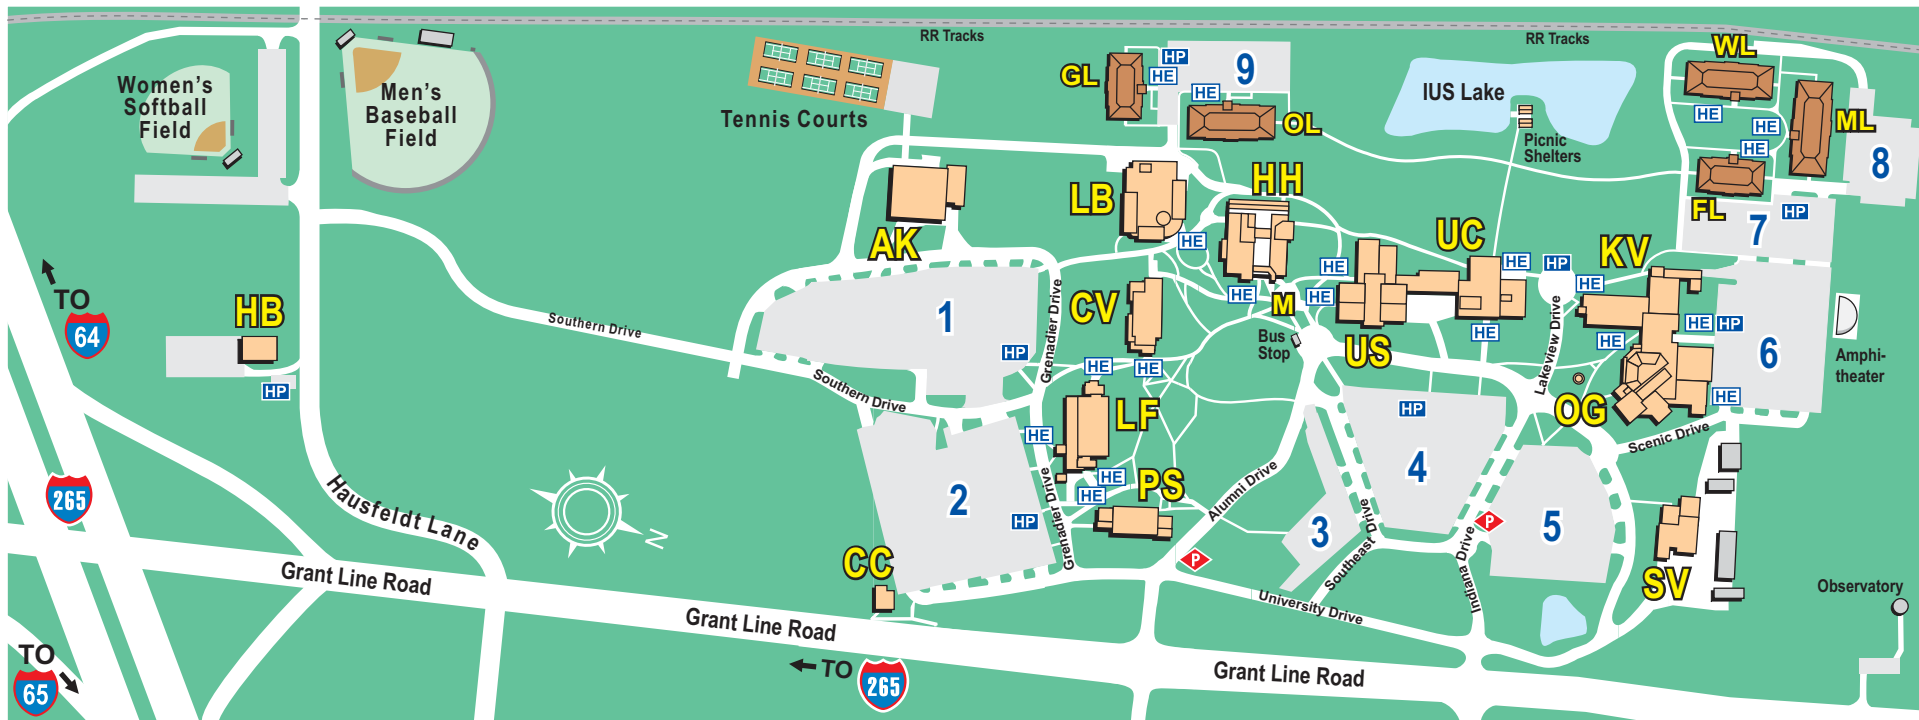 RR Tracks
RR Tracks
Women's
Softball
Field
Men's
Baseball
Field
Tennis Courts
GL
HP
HE
9
HE
OL
IUS Lake
Picnic
Shelters
WL
HE
HE
HE
ML
8
FL
HP
7
LB
HH
AK
HE
UC
KV
HE
HE
HP
HE
TO
64
HB
HP
Southern Drive
1
HP
Grenadier Drive
CV
HE
M
HE
Bus
Stop
US
HE
Lakeview Drive
HE
HE
HP
6
Amphi-
theater
Southern Drive
HE
HE
LF
HE
HP
OG
HE
Scenic Drive
265
Hausfeldt Lane
N
2
HP
Grenadier Drive
HE
HE
PS
Alumni Drive
3
Southeast Drive
4
P
Indiana Drive
5
P
SV
Observatory
CC
Grant Line Road
University Drive
Grant Line Road
TO
265
Grant Line Road
TO
65